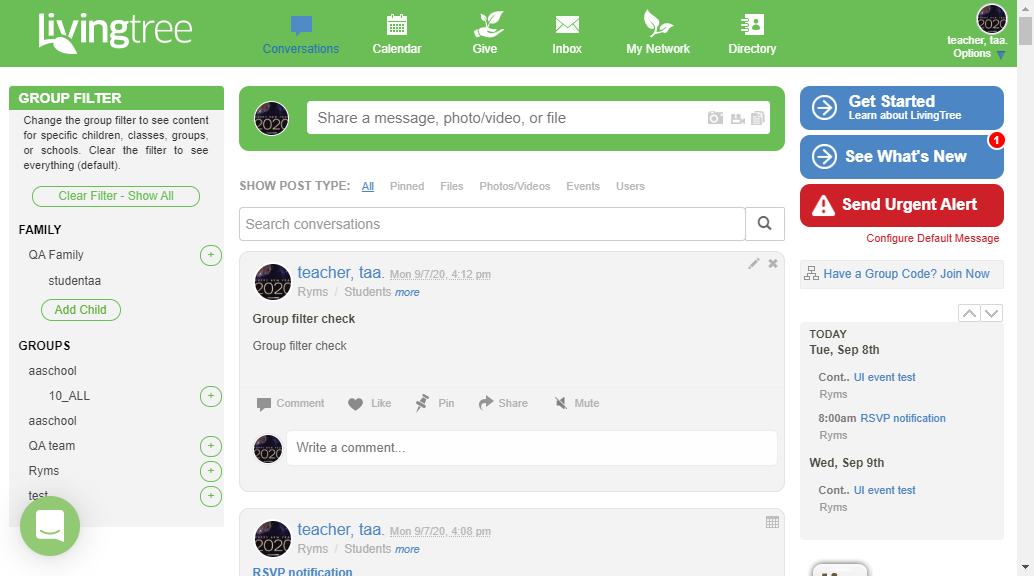 livingtree
Conversations
Calendar
Give
Inbox
My Network
Directory
teacher, taa.
Options
GROUP FILTER
Change the group filter to see content
for specific children, classes, groups,
or schools. Clear the filter to see
everything (default).
Clear Filter - Show All
FAMILY
QA Family
+
studentaa
Add Child
GROUPS
aaschool
10_ALL
+
aaschool
QA team
+
Ryms
+
test
+
2020
Share a message, photo/video, or file
SHOW POST TYPE: All Pinned Files Photos/Videos Events Users
Search conversations
2020
teacher, taa. Mon 9/7/20, 4:12 pm
Ryms / Students more
Group filter check
Group filter check
Comment Like Pin Share Mute
2020
Write a comment...
2020
teacher, taa. Mon 9/7/20, 4:08 pm
Ryms / Students more
RSVP notification
Get Started
Learn about LivingTree
1
See What's New
Send Urgent Alert
Configure Default Message
Have a Group Code? Join Now
TODAY
Tue, Sep 8th
Cont.. UI event test
Ryms
8:00am RSVP notification
Ryms
Wed, Sep 9th
Cont.. UI event test
Ryms